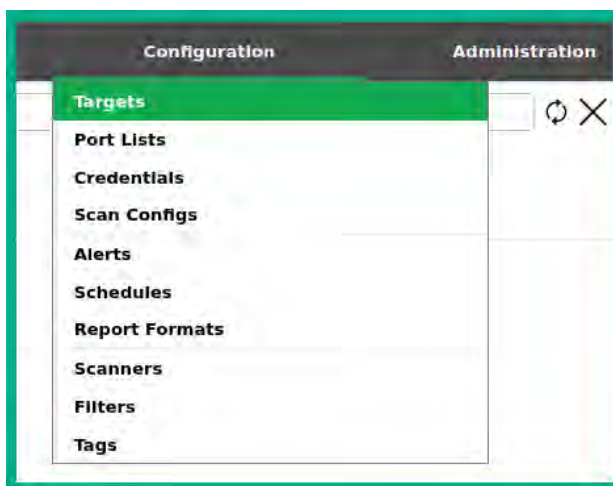 Configuration Administration
Targets
Port Lists
Credentials
Scan Configs
Alerts
Schedules
Report Formats
Scanners
Filters
Tags